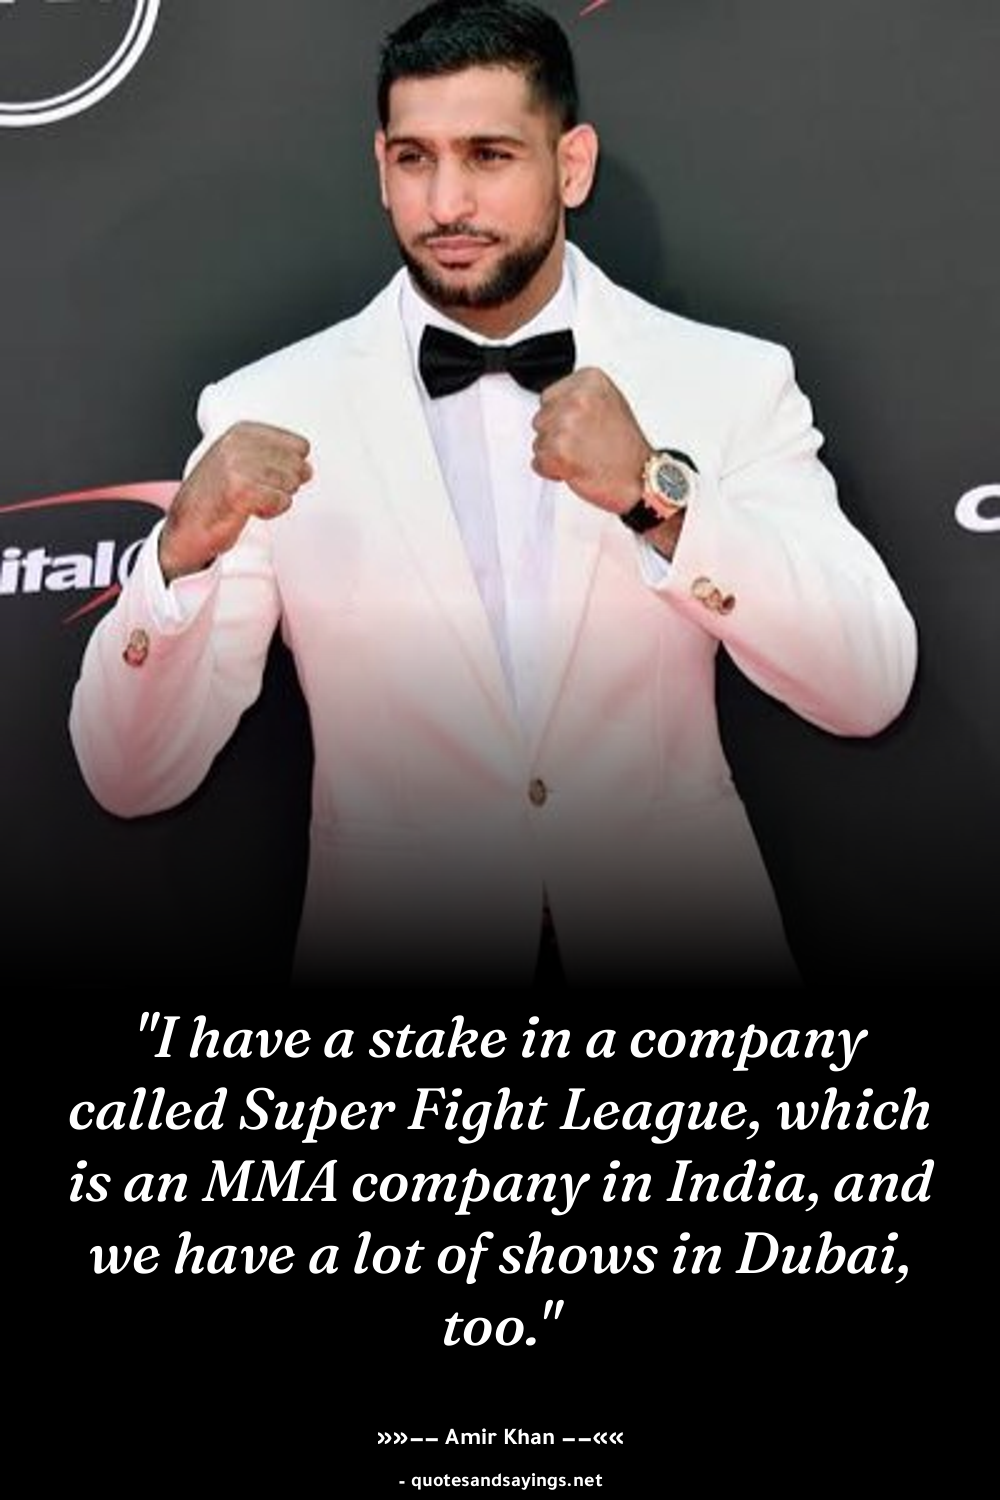 ital
C
"I have a stake in a company
called Super Fight League, which
is an MMA company in India, and
we have a lot of shows in Dubai,
too."
»»−− Amir Khan −−««
- quotesandsayings.net